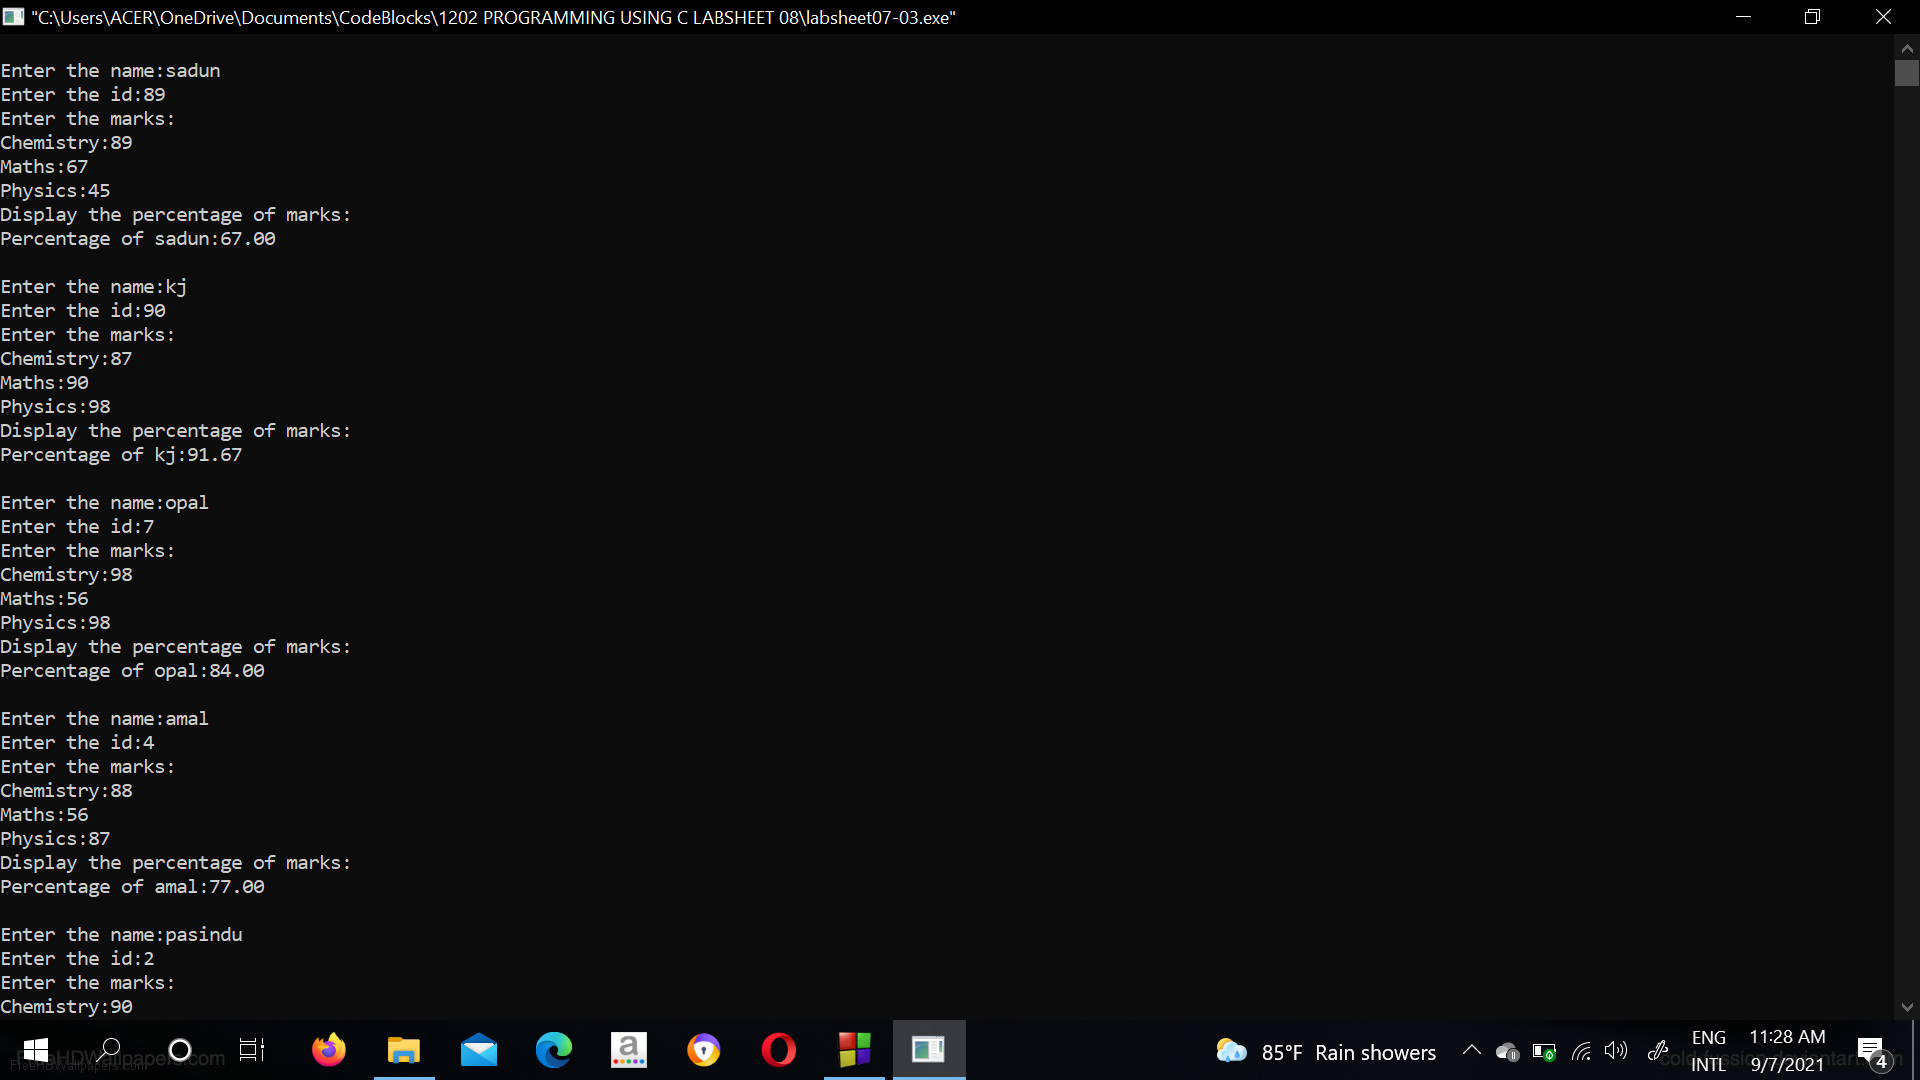 "C:\Users\ACER\OneDrive\Documents\CodeBlocks\1202 PROGRAMMING USING C LABSHEET 08\labsheet07-03.exe"
Enter the name:sadun
Enter the id:89
Enter the marks:
Chemistry:89
Maths:67
Physics:45
Display the percentage of marks:
Percentage of sadun:67.00
Enter the name:kj
Enter the id:90
Enter the marks:
Chemistry:87
Maths:90
Physics:98
Display the percentage of marks:
Percentage of kj:91.67
Enter the name:opal
Enter the id:7
Enter the marks:
Chemistry:98
Maths:56
Physics:98
Display the percentage of marks:
Percentage of opal:84.00
Enter the name:amal
Enter the id:4
Enter the marks:
Chemistry:88
Maths:56
Physics:87
Display the percentage of marks:
Percentage of amal:77.00
Enter the name:pasindu
Enter the id:2
Enter the marks:
Chemistry:90
FreeHDWallpapers.com
a
85°F Rain showers
ENG
INTL
11:28 AM
9/7/2021
4